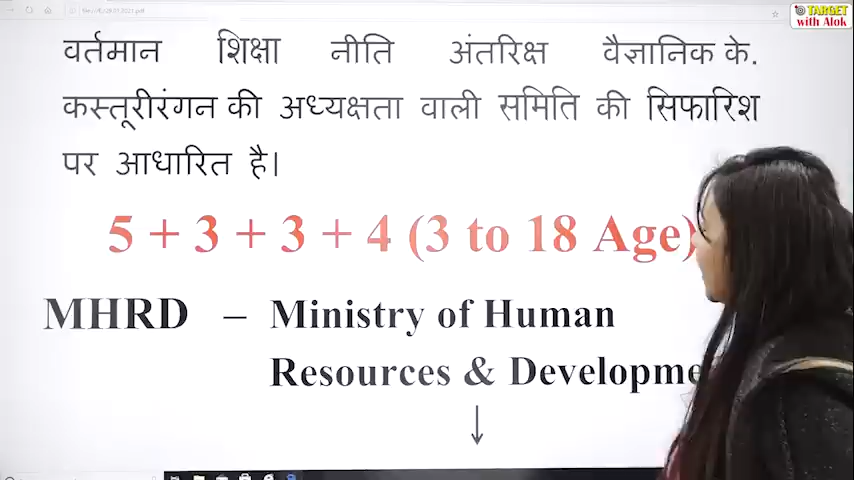 TARGET
with Alok
वर्तमान शिक्षा नीति अंतरिक्ष वैज्ञानिक के.
कस्तूरीरंगन की अध्यक्षता वाली समिति की सिफारिश
पर आधारित है।
5 + 3 + 3 + 4 (3 to 18 Age)
MHRD – Ministry of Human
Resources & Developme
↓